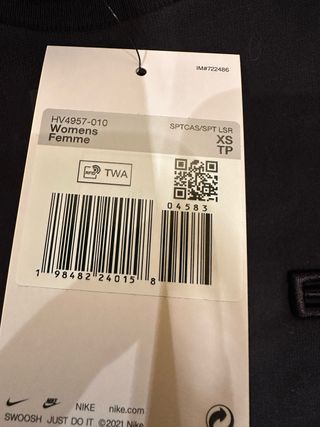 IM#722486
HV4957-010
Womens
Femme
SPTCAS/SPT LSR
XS
TP
RFID TWA
04583
1 98482 24015 8
NIKE nike.com
SWOOSH JUST DO IT ©2021 Nike